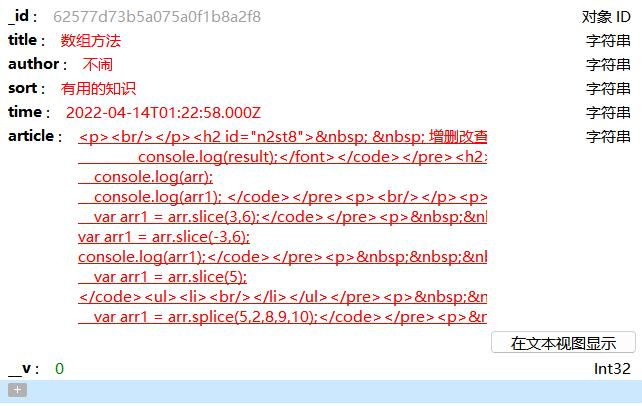 _id : 62577d73b5a075a0f1b8a2f8 对象 ID
title : 数组方法 字符串
author : 不闹 字符串
sort : 有用的知识 字符串
time : 2022-04-14T01:22:58.000Z 字符串
article : <p><br/></p><h2 id="n2st8">&nbsp; &nbsp; 增删改查 字符串
console.log(result);</font></code></pre><h2>
console.log(arr);
console.log(arr1); </code></pre><p><br/></p><p>
var arr1 = arr.slice(3,6);</code></pre><p>&nbsp;&n
var arr1 = arr.slice(-3,6);
console.log(arr1);</code></pre><p>&nbsp;&nbsp;&nb
var arr1 = arr.slice(5);
</code><ul><li><br/></li></ul></pre><p>&nbsp;&n
var arr1 = arr.splice(5,2,8,9,10);</code></pre><p>&n
在文本视图显示
__v : 0 Int32
+